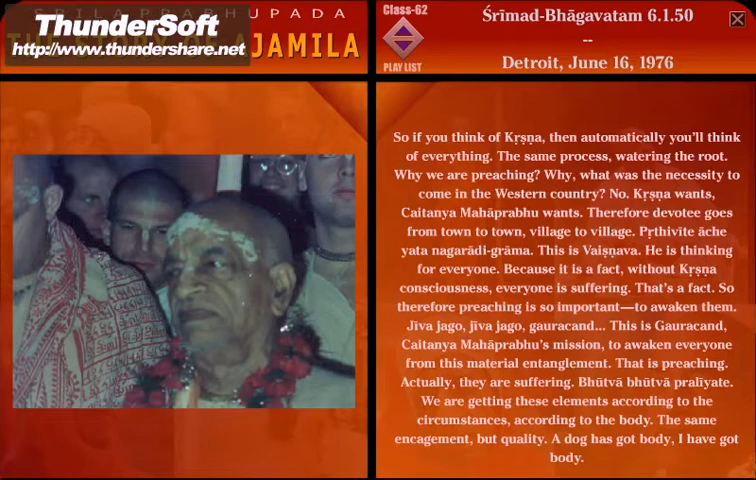 SRILA PRABHUPADA
ThunderSoft
http://www.thundershare.net
THE STORY OF AJAMILA
Class-62
PLAY LIST
Śrīmad-Bhāgavatam 6.1.50
--
Detroit, June 16, 1976
So if you think of Kṛṣṇa, then automatically you’ll think
of everything. The same process, watering the root.
Why we are preaching? Why, what was the necessity to
come in the Western country? No. Kṛṣṇa wants,
Caitanya Mahāprabhu wants. Therefore devotee goes
from town to town, village to village. Pṛthivīte āche
yata nagarādi-grāma. This is Vaiṣṇava. He is thinking
for everyone. Because it is a fact, without Kṛṣṇa
consciousness, everyone is suffering. That’s a fact. So
therefore preaching is so important—to awaken them.
Jīva jago, jīva jago, gauracand... This is Gauracand,
Caitanya Mahāprabhu’s mission, to awaken everyone
from this material entanglement. That is preaching.
Actually, they are suffering. Bhūtvā bhūtvā pralīyate.
We are getting these elements according to the
circumstances, according to the body. The same
encagement, but quality. A dog has got body, I have got
body.